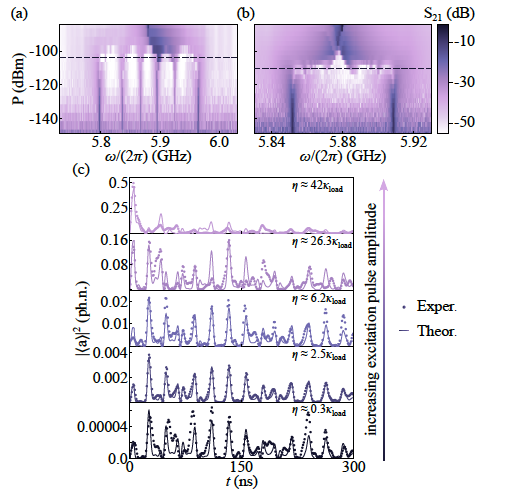 (a)
(b)
S21 (dB)
P (dBm)
-100
-120
-140
5.8
5.9
6.0
ω/(2π) (GHz)
5.84
5.88
5.92
ω/(2π) (GHz)
-10
-30
-50
(c)
|⟨a⟩|² (ph.n.)
0.5
0.25
η ≈ 42κload
0.16
0.08
η ≈ 26.3κload
0.02
0.01
η ≈ 6.2κload
0.004
0.002
η ≈ 2.5κload
0.00004
0.0
η ≈ 0.3κload
0
150
300
t (ns)
increasing excitation pulse amplitude
Exper.
Theor.